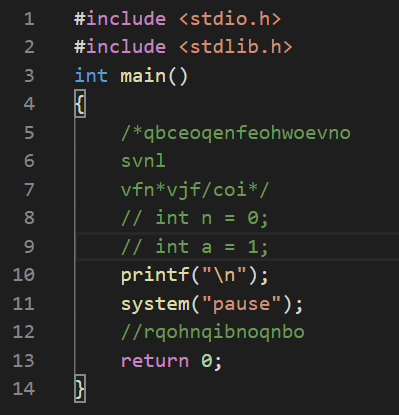 1 #include <stdio.h>
2 #include <stdlib.h>
3 int main()
4 {
5 /*qbceoqenfeohwoevno
6 svnl
7 vfn*vjf/coi*/
8 // int n = 0;
9 // int a = 1;
10 printf("\n");
11 system("pause");
12 //rqohnqibnoqnbo
13 return 0;
14 }